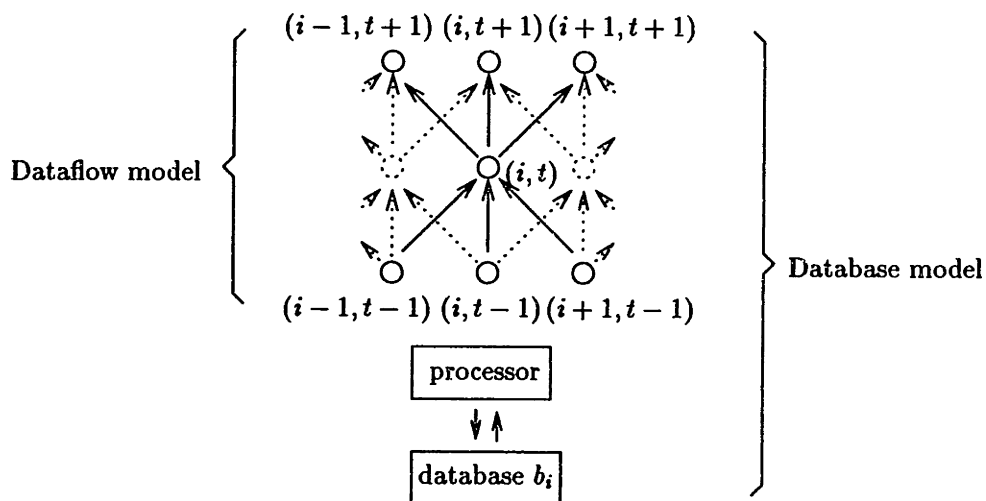 (i − 1, t + 1) (i, t + 1) (i + 1, t + 1)
Dataflow model
(i, t)
Database model
(i − 1, t − 1) (i, t − 1) (i + 1, t − 1)
processor
database b_i